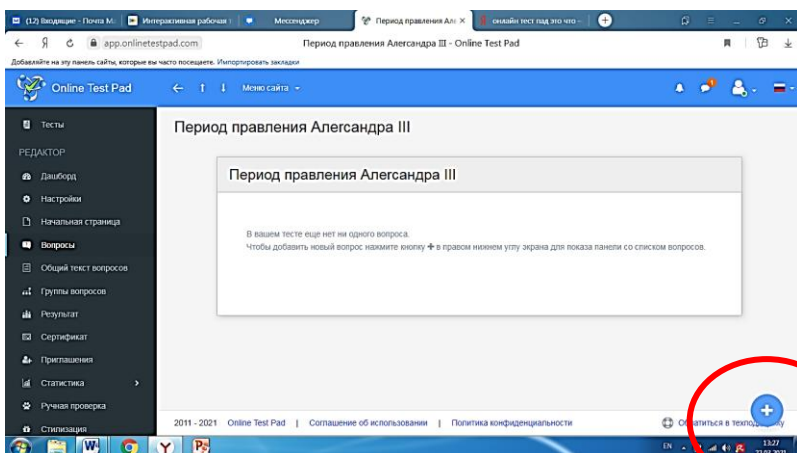 (12) Входящие - Почта M
Интерактивная рабочая т
Мессенджер
Период правления Але
онлайн тест пад это что -
app.onlinetestpad.com
Период правления Алегсандра III - Online Test Pad
Добавляйте на эту панель сайты, которые вы часто посещаете. Импортировать закладки
Online Test Pad
Меню сайта
Тесты
Период правления Алегсандра III
РЕДАКТОР
Дашборд
Период правления Алегсандра III
Настройки
Начальная страница
Вопросы
В вашем тесте еще нет ни одного вопроса.
Чтобы добавить новый вопрос нажмите кнопку + в правом нижнем углу экрана для показа панели со списком вопросов.
Общий текст вопросов
Группы вопросов
Результат
Сертификат
Приглашения
Статистика
Ручная проверка
Стилизация
2011 - 2021 Online Test Pad | Соглашение об использовании | Политика конфиденциальности
EN
13:27